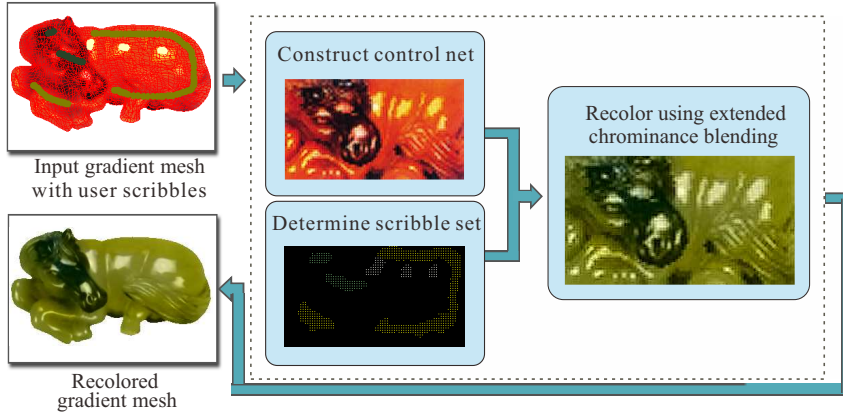 Input gradient mesh
with user scribbles
Construct control net
Determine scribble set
Recolor using extended
chrominance blending
Recolored
gradient mesh